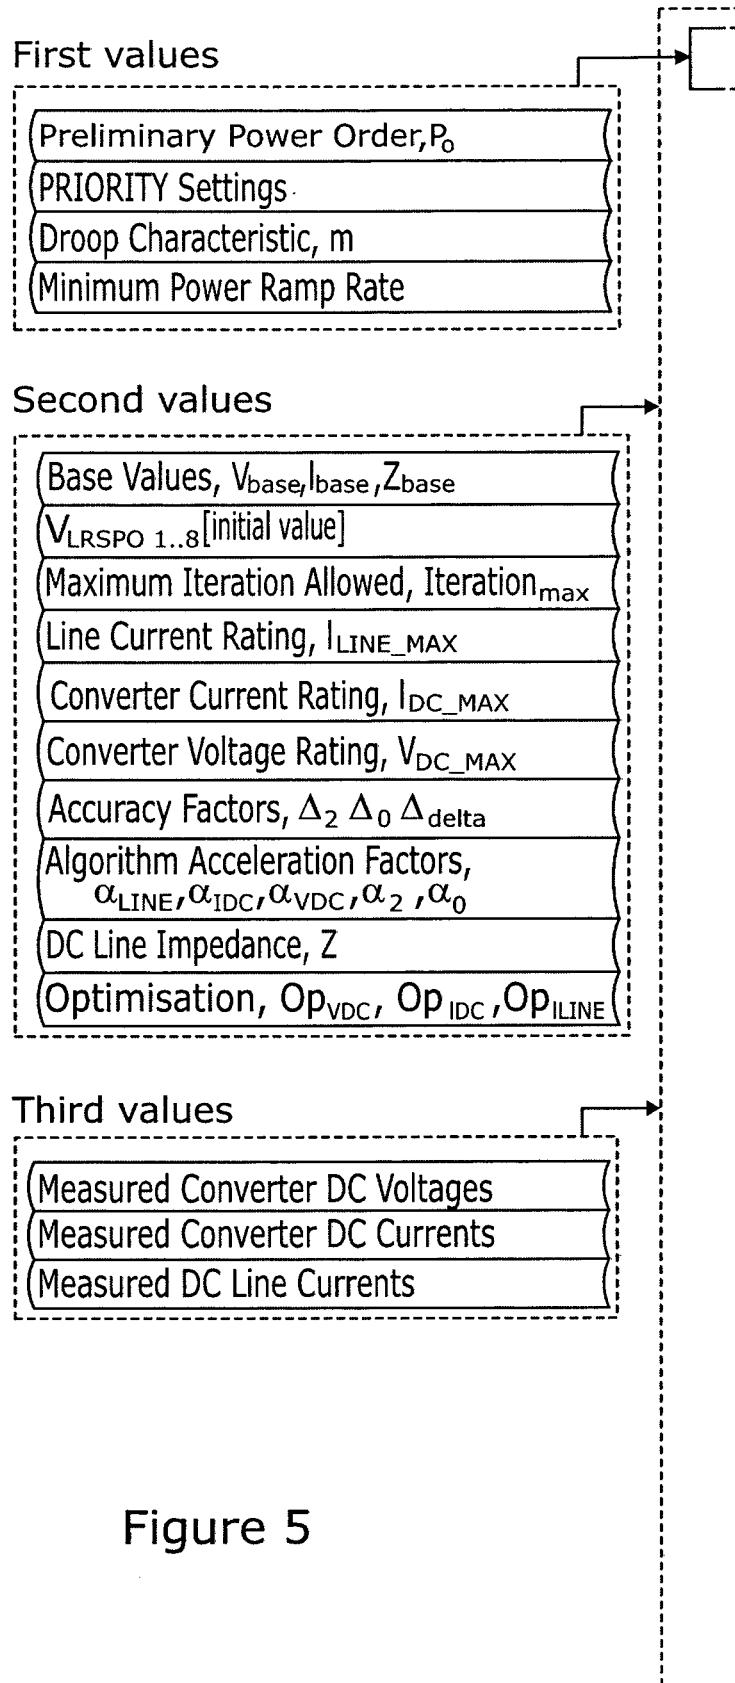 First values
Preliminary Power Order,Po
PRIORITY Settings
Droop Characteristic, m
Minimum Power Ramp Rate
Second values
Base Values, Vbase,Ibase,Zbase
VLRSPO 1..8[initial value]
Maximum Iteration Allowed, Iterationmax
Line Current Rating, ILINE_MAX
Converter Current Rating, IDC_MAX
Converter Voltage Rating, VDC_MAX
Accuracy Factors, Δ2 Δ0 Δdelta
Algorithm Acceleration Factors,
αLINE,αIDC,αVDC,α2 ,α0
DC Line Impedance, Z
Optimisation, OpVDC, OpIDC,OpILINE
Third values
Measured Converter DC Voltages
Measured Converter DC Currents
Measured DC Line Currents
Figure 5